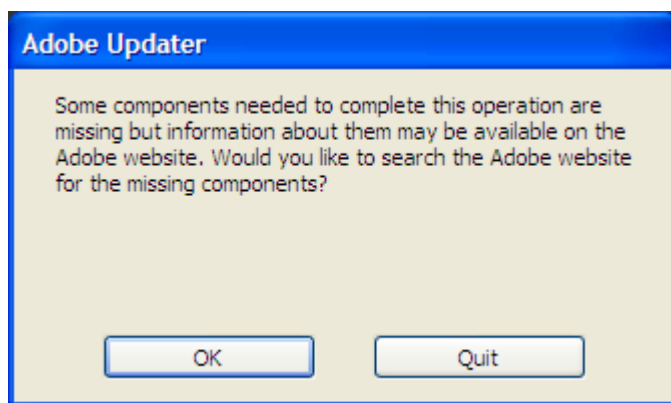 Adobe Updater
Some components needed to complete this operation are
missing but information about them may be available on the
Adobe website. Would you like to search the Adobe website
for the missing components?
OK
Quit